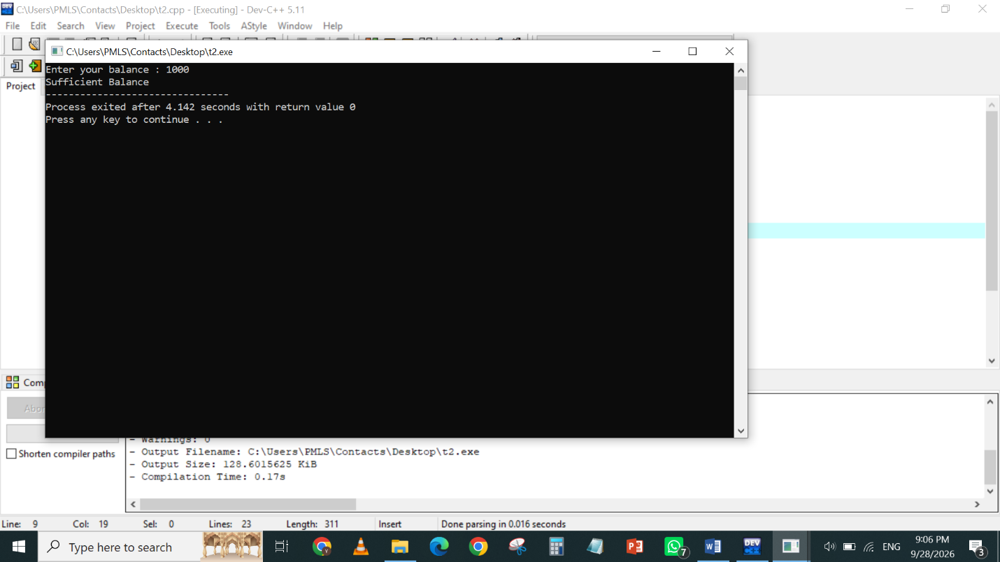 C:\Users\PMLS\Contacts\Desktop\t2.cpp - [Executing] - Dev-C++ 5.11
File Edit Search View Project Execute Tools AStyle Window Help
C:\Users\PMLS\Contacts\Desktop\t2.exe
Enter your balance : 1000
Sufficient Balance
--------------------------------
Process exited after 4.142 seconds with return value 0
Press any key to continue . . .
Project
Shorten compiler paths
- Warnings: 0
- Output Filename: C:\Users\PMLS\Contacts\Desktop\t2.exe
- Output Size: 128.6015625 KiB
- Compilation Time: 0.17s
Line: 9 Col: 19 Sel: 0 Lines: 23 Length: 311 Insert Done parsing in 0.016 seconds
Type here to search
DEV
7
ENG
9:06 PM
9/28/2026
3